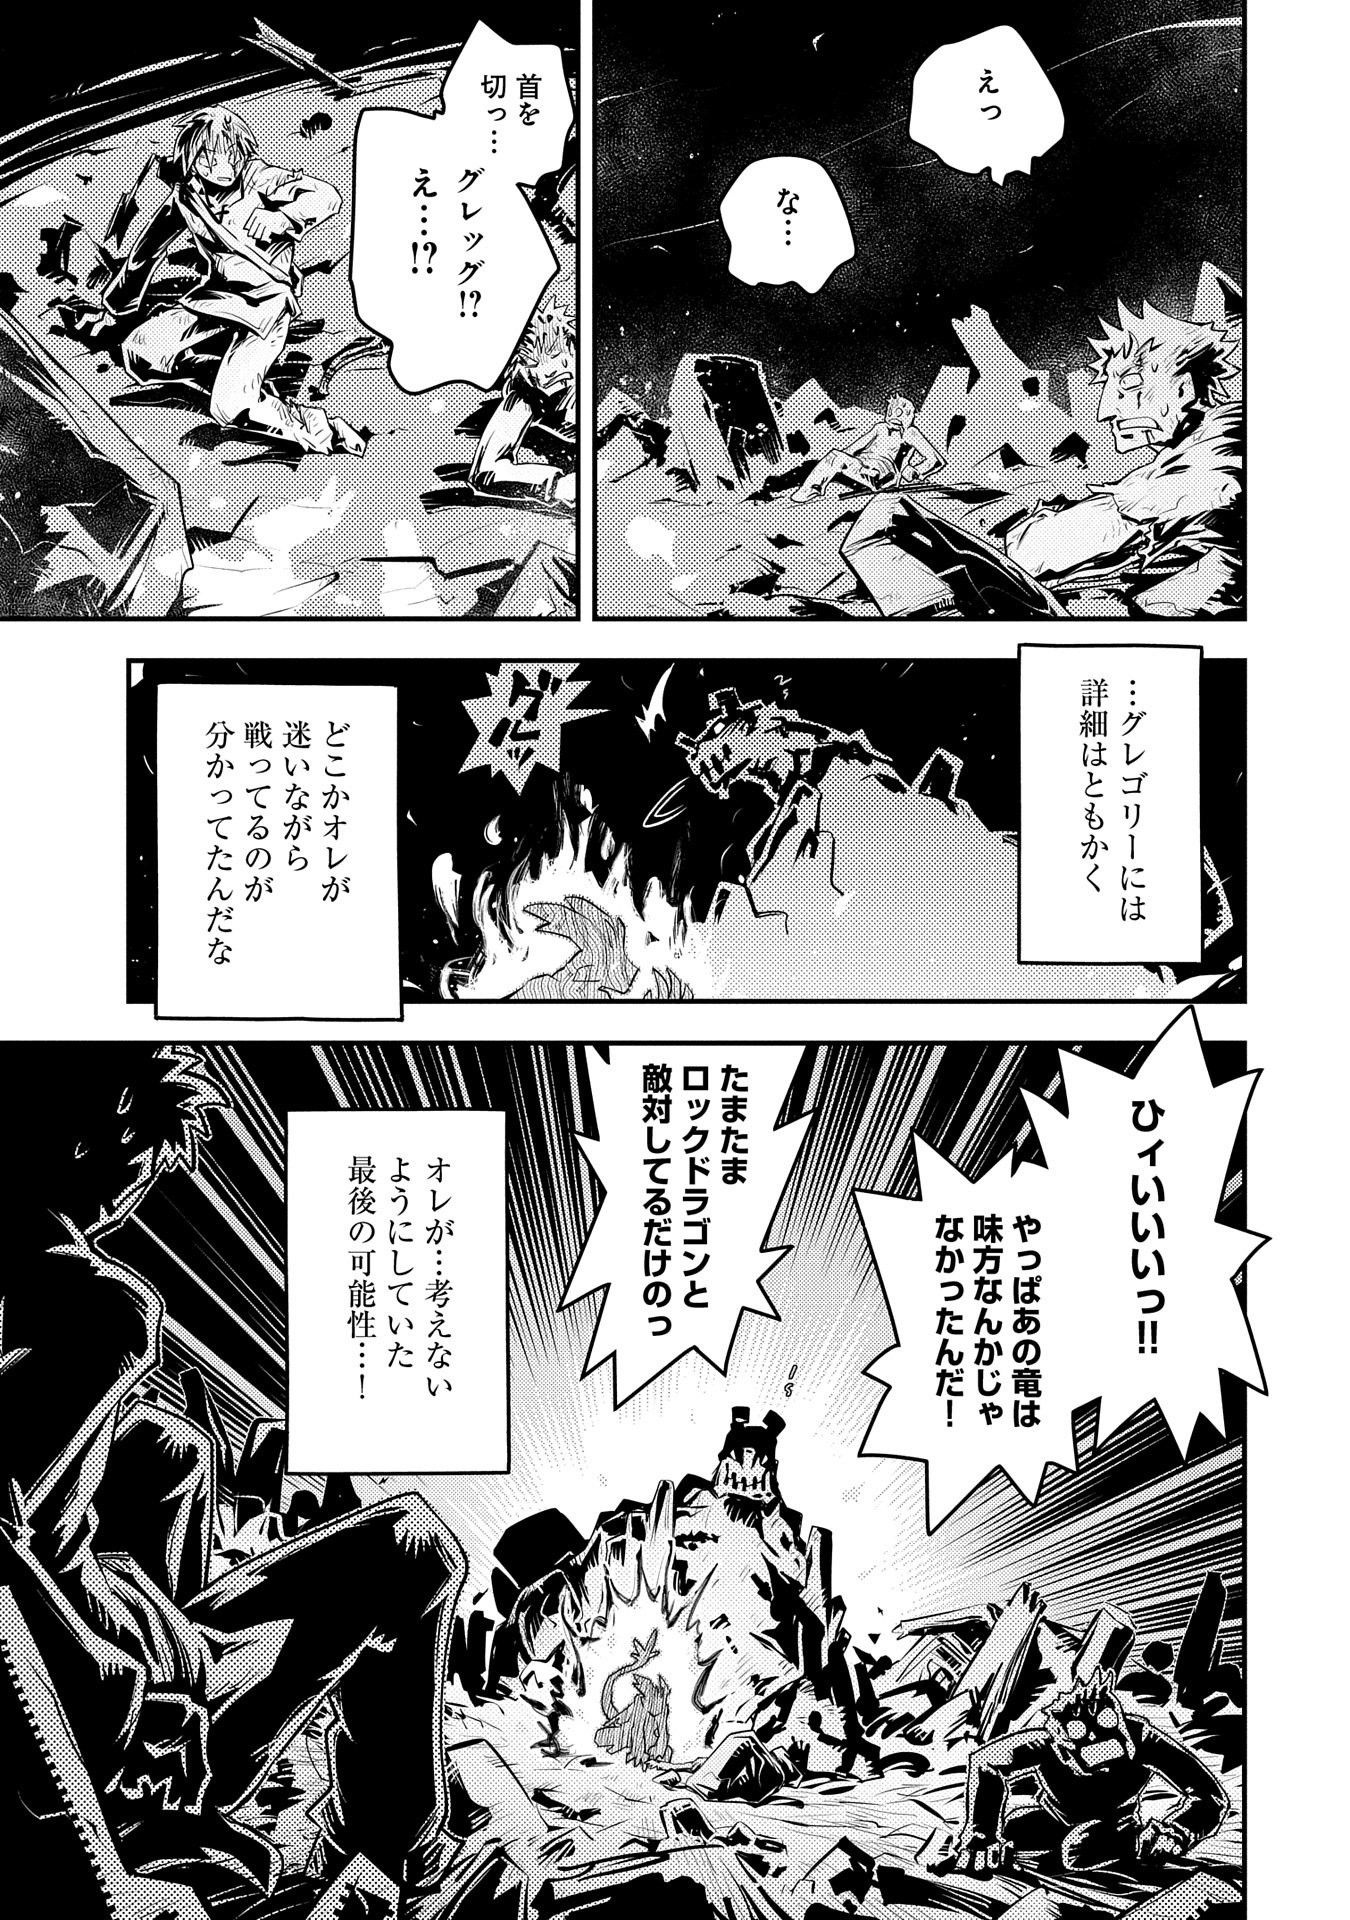 えっ
な…
首を
切っ…
グレッグ!?
え…!?
…グレゴリーには
詳細はともかく
グルッ
どこかオレが
迷いながら
戦ってるのが
分かってたんだな
ひィいいいっ!!
やっぱあの竜は
味方なんかじゃ
なかったんだ!
たまたま
ロックドラゴンと
敵対してるだけのっ
オレが…考えない
ようにしていた
最後の可能性…!